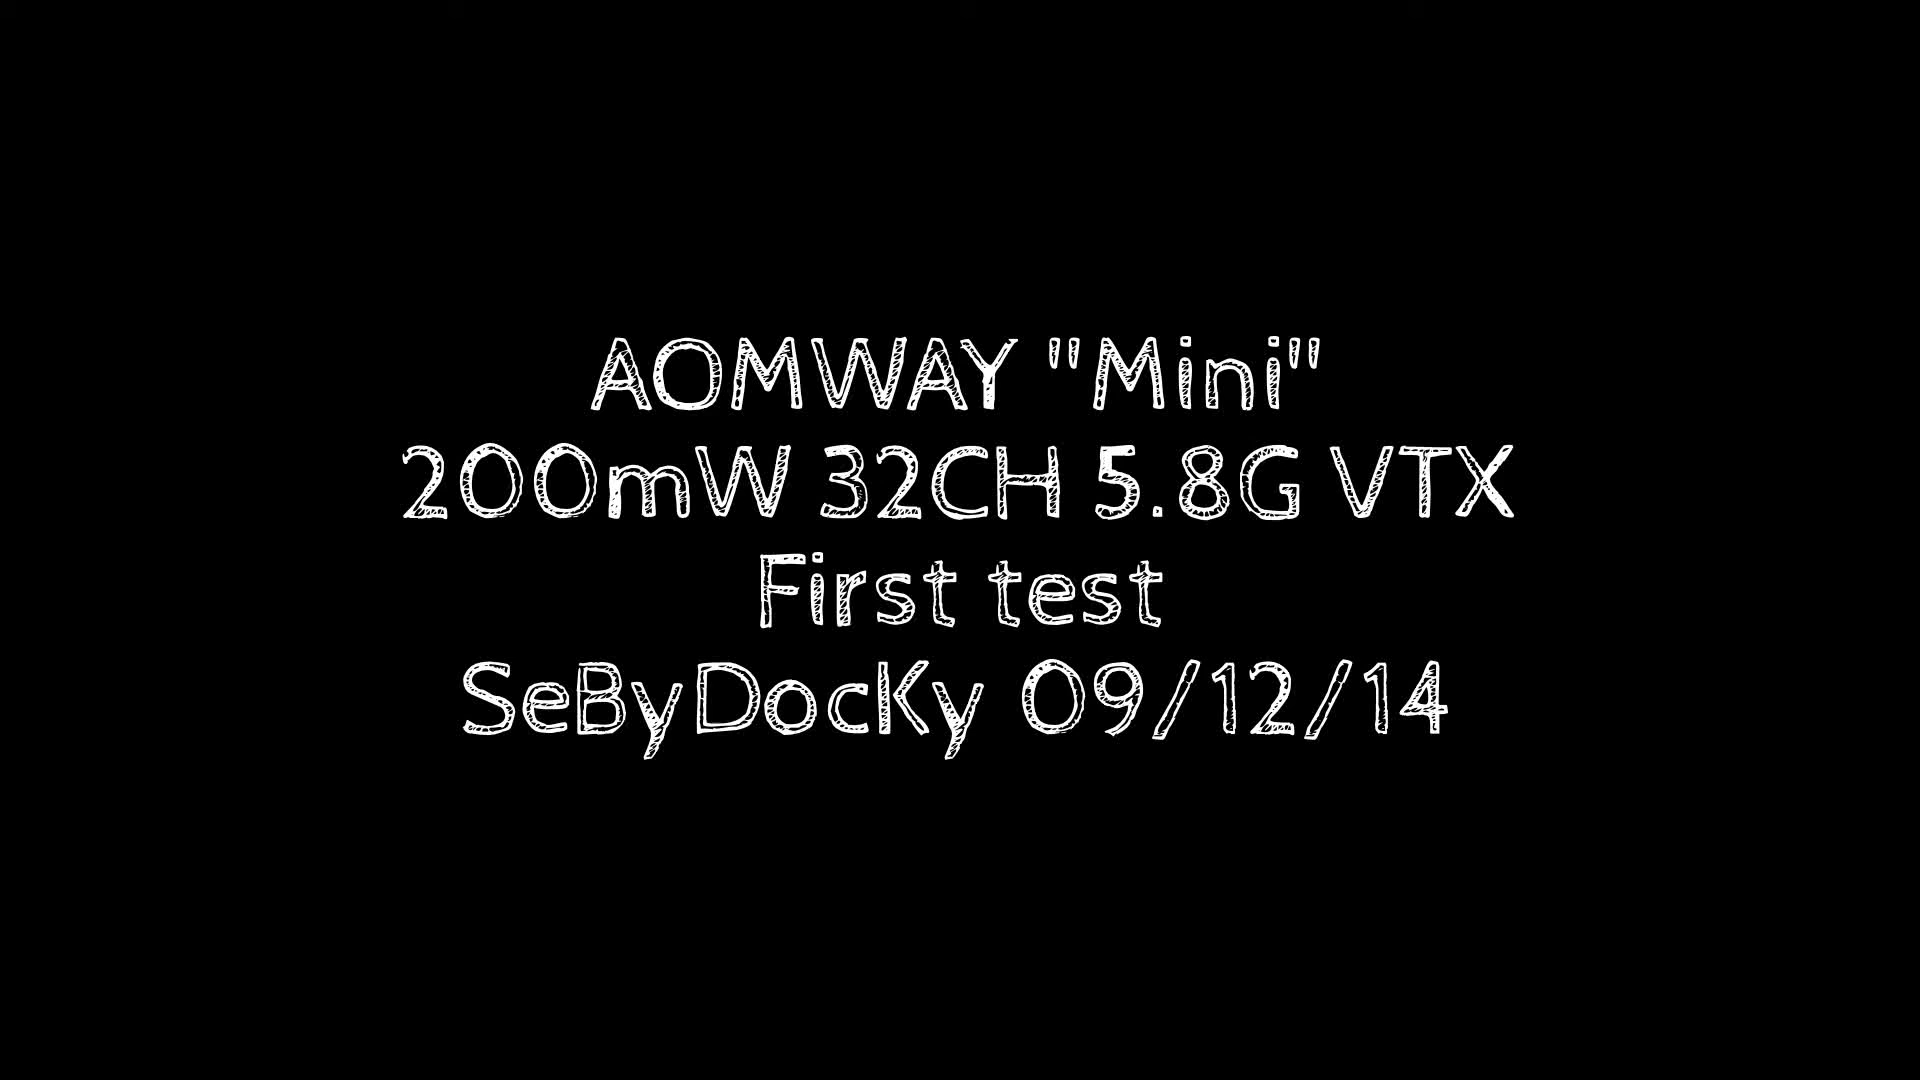 AOMWAY "Mini"
200mW 32CH 5.8G VTX
First test
SeByDocKy 09/12/14